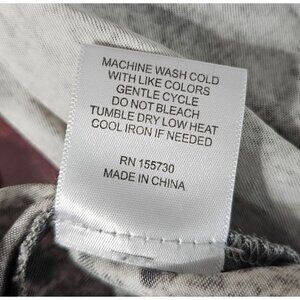 MACHINE WASH COLD
WITH LIKE COLORS
GENTLE CYCLE
DO NOT BLEACH
TUMBLE DRY LOW HEAT
COOL IRON IF NEEDED
RN 155730
MADE IN CHINA